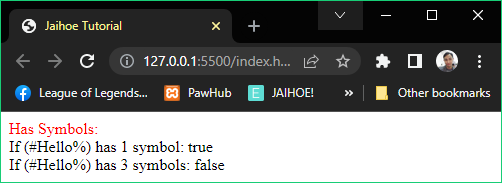 Jaihoe Tutorial
127.0.0.1:5500/index.h...
League of Legends... PawHub JAIHOE! Other bookmarks
Has Symbols:
If (#Hello%) has 1 symbol: true
If (#Hello%) has 3 symbols: false